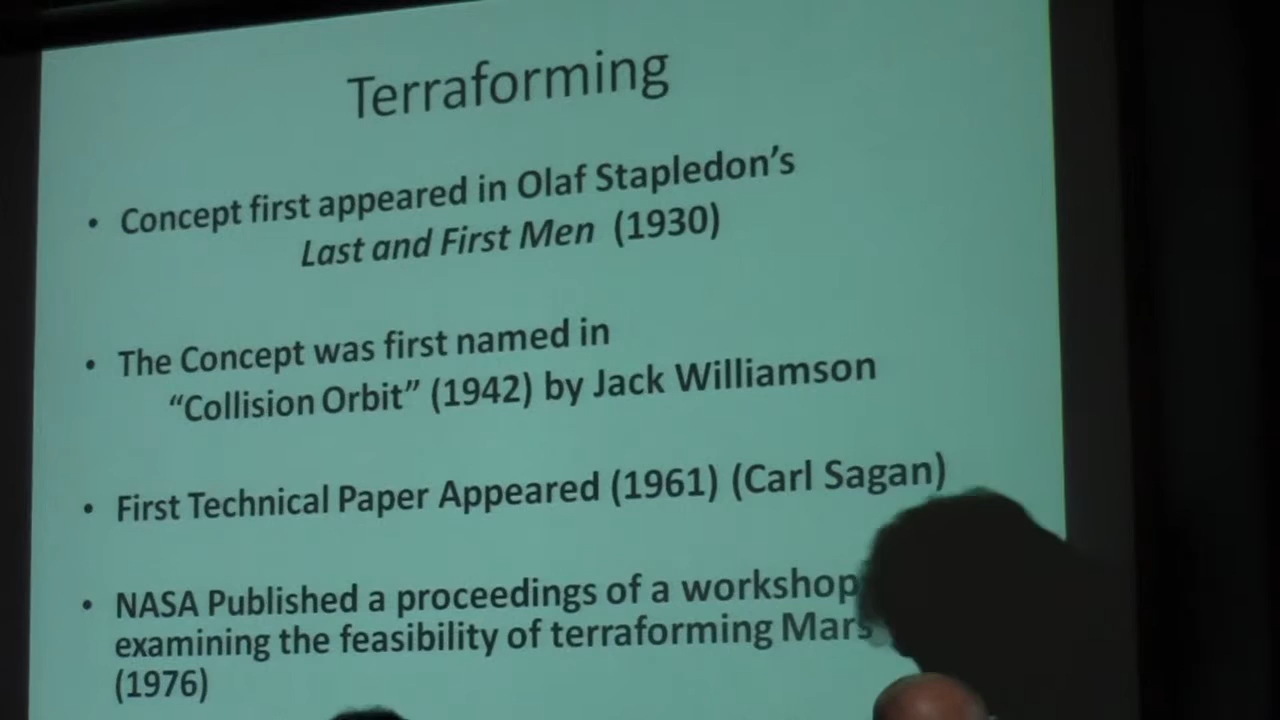 Terraforming
• Concept first appeared in Olaf Stapledon's
Last and First Men (1930)
• The Concept was first named in
"Collision Orbit" (1942) by Jack Williamson
• First Technical Paper Appeared (1961) (Carl Sagan)
• NASA Published a proceedings of a workshop
examining the feasibility of terraforming Mars
(1976)